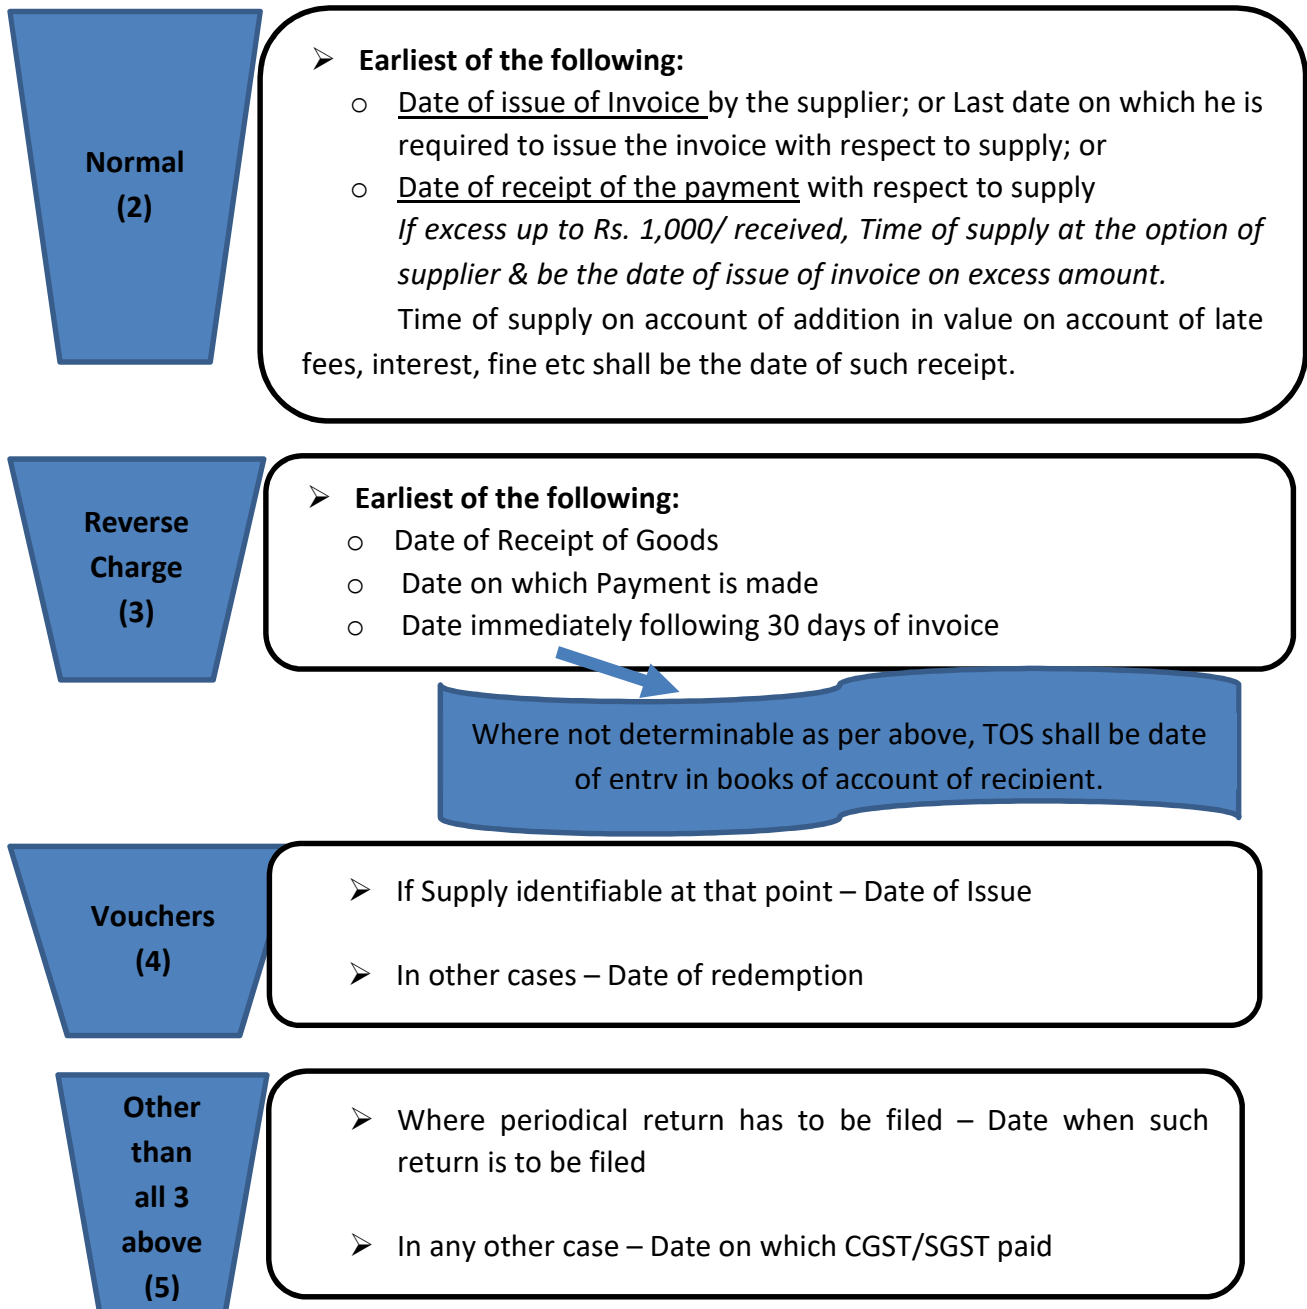 Normal
(2)
➢ Earliest of the following:
o Date of issue of Invoice by the supplier; or Last date on which he is
required to issue the invoice with respect to supply; or
o Date of receipt of the payment with respect to supply
If excess up to Rs. 1,000/ received, Time of supply at the option of
supplier & be the date of issue of invoice on excess amount.
Time of supply on account of addition in value on account of late
fees, interest, fine etc shall be the date of such receipt.
Reverse
Charge
(3)
➢ Earliest of the following:
o Date of Receipt of Goods
o Date on which Payment is made
o Date immediately following 30 days of invoice
Where not determinable as per above, TOS shall be date
of entry in books of account of recipient.
Vouchers
(4)
➢ If Supply identifiable at that point – Date of Issue
➢ In other cases – Date of redemption
Other
than
all 3
above
(5)
➢ Where periodical return has to be filed – Date when such
return is to be filed
➢ In any other case – Date on which CGST/SGST paid